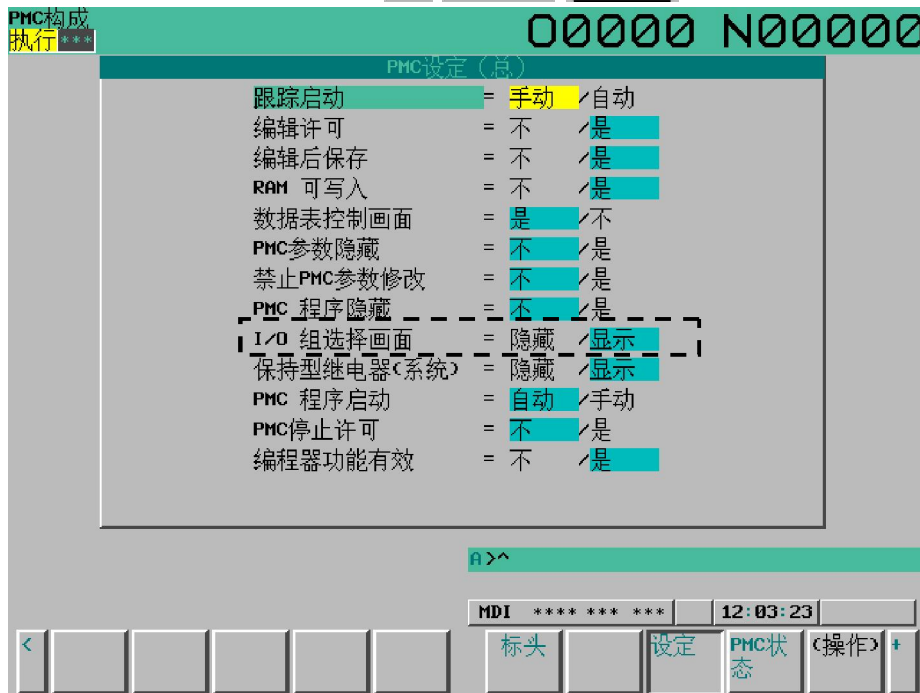 PMC构成
执行*** O0000 N00000
PMC设定（总）
跟踪启动 = 手动 /自动
编辑许可 = 不 /是
编辑后保存 = 不 /是
RAM 可写入 = 不 /是
数据表控制画面 = 是 /不
PMC参数隐藏 = 不 /是
禁止PMC参数修改 = 不 /是
PMC 程序隐藏 = 不 /是
I/O 组选择画面 = 隐藏 /显示
保持型继电器(系统) = 隐藏 /显示
PMC 程序启动 = 自动 /手动
PMC停止许可 = 不 /是
编程器功能有效 = 不 /是
A>^
MDI **** *** *** 12:03:23
< 标头 设定 PMC状态 (操作) +